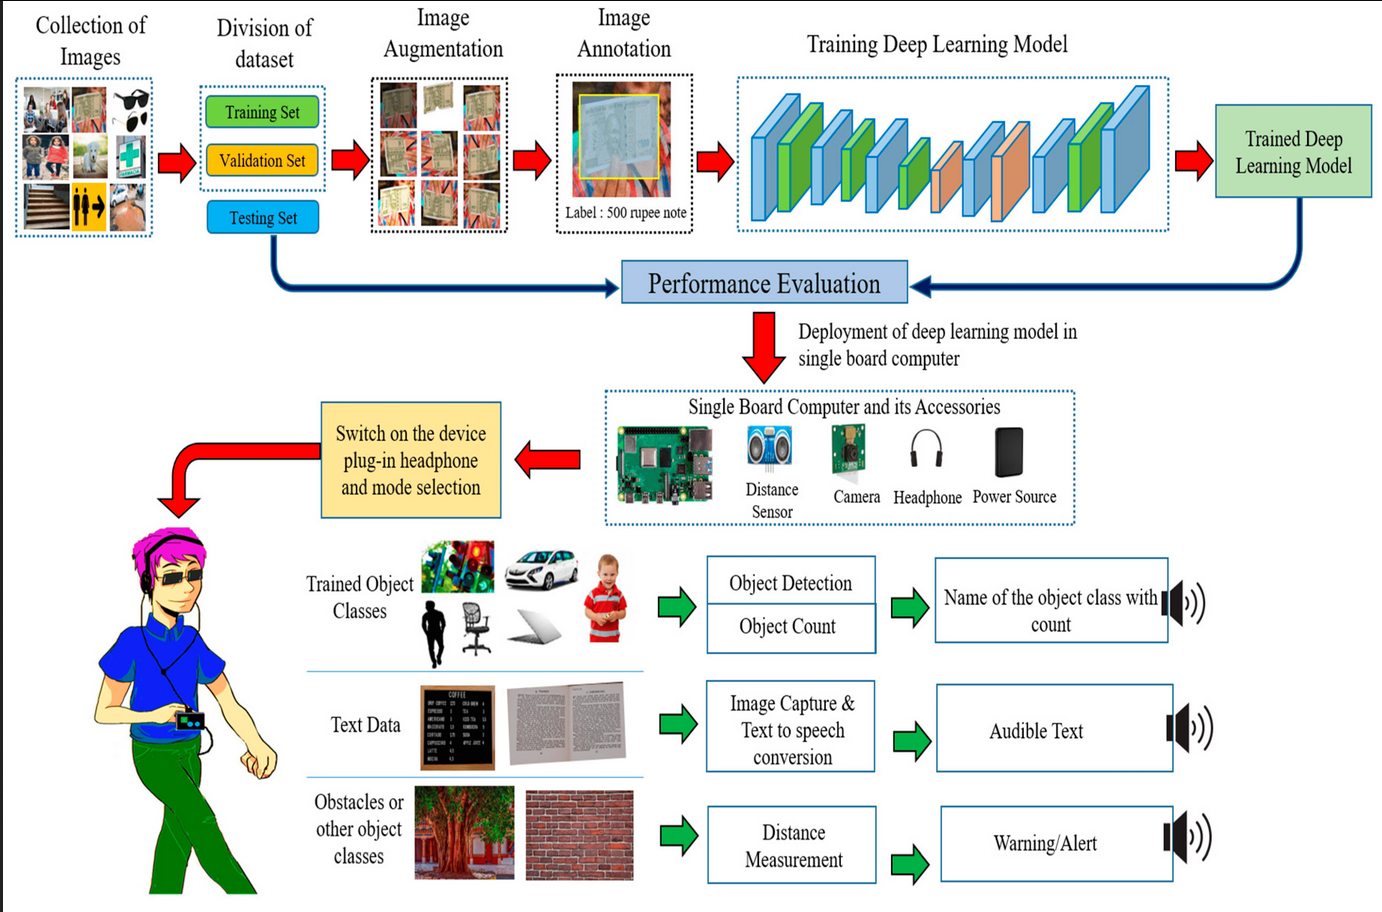 Collection of
Images
Division of
dataset
Image
Augmentation
Image
Annotation
Training Deep Learning Model
Training Set
Validation Set
Testing Set
Label : 500 rupee note
Trained Deep
Learning Model
Performance Evaluation
Deployment of deep learning model in
single board computer
Single Board Computer and its Accessories
Distance
Sensor
Camera
Headphone
Power Source
Switch on the device
plug-in headphone
and mode selection
Trained Object
Classes
Object Detection
Object Count
Name of the object class with
count
Text Data
COFFEE
Image Capture &
Text to speech
conversion
Audible Text
Obstacles or
other object
classes
Distance
Measurement
Warning/Alert